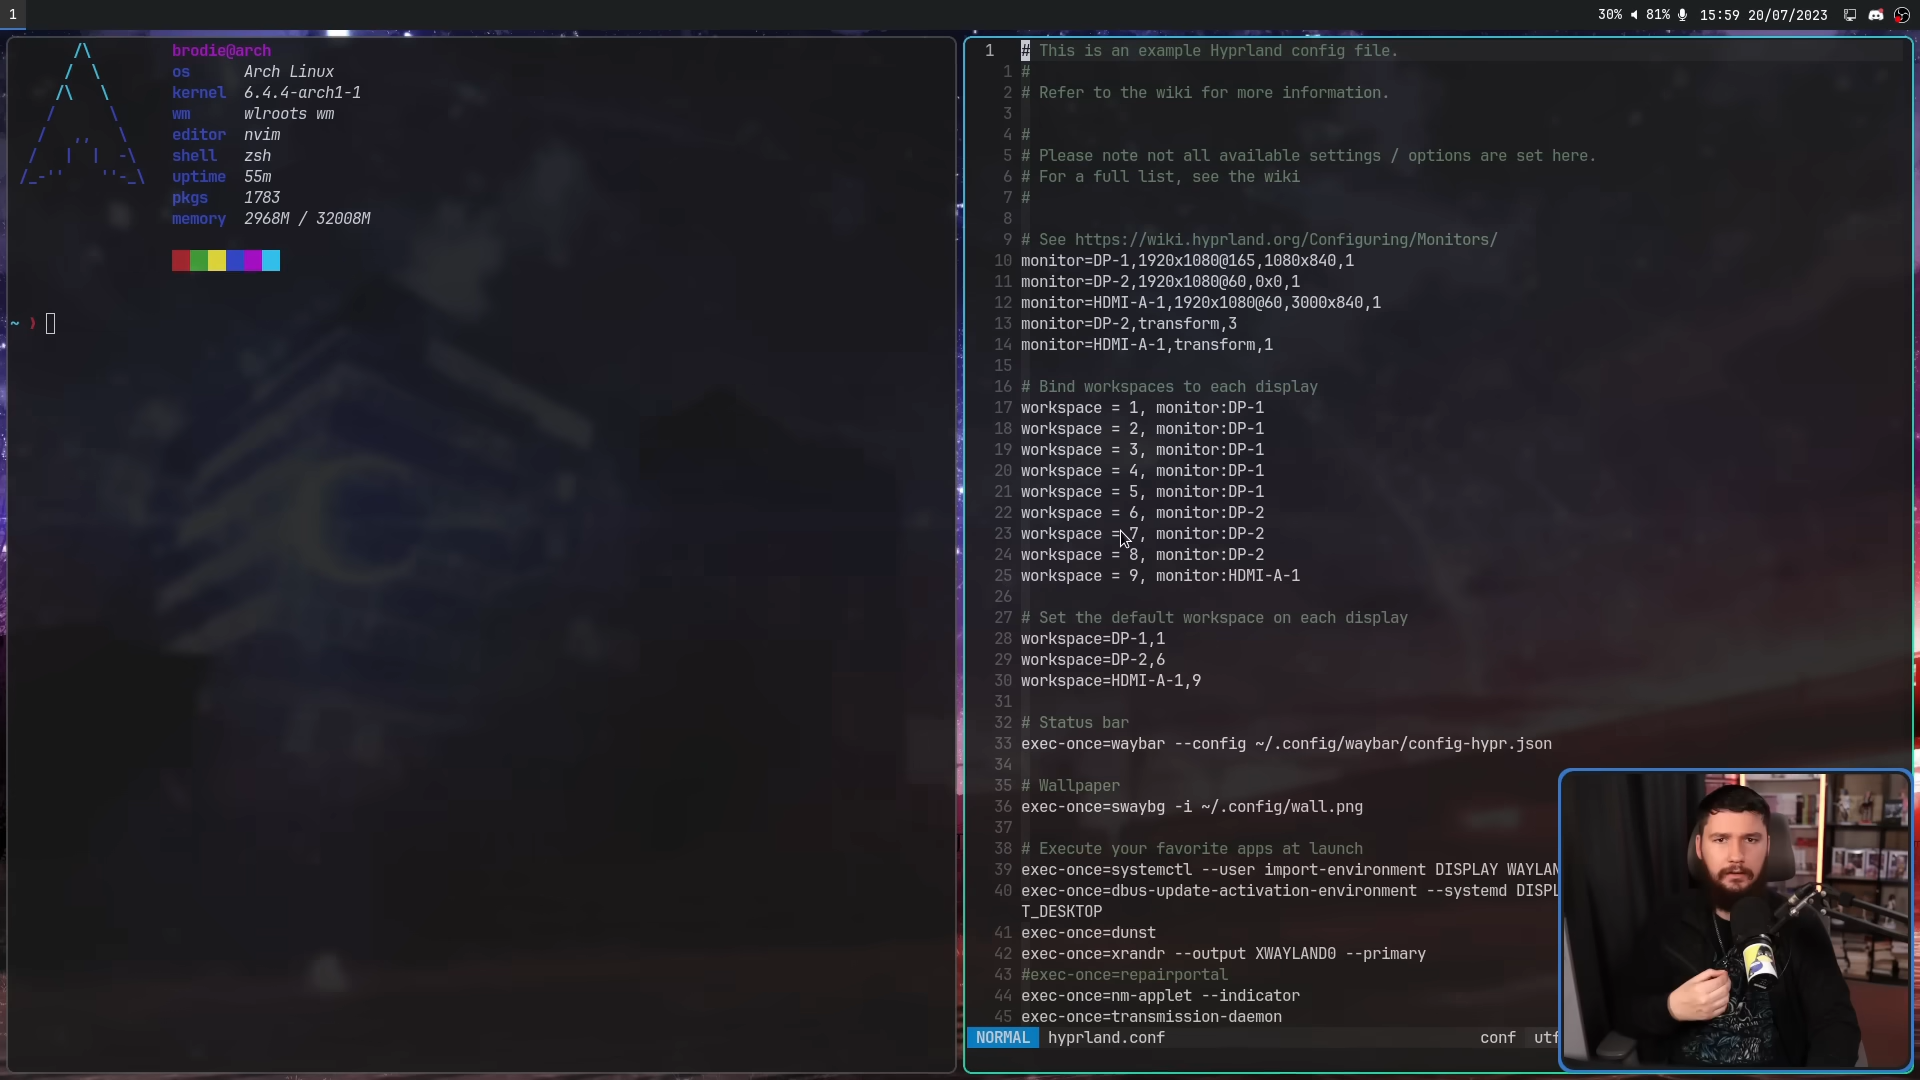 1
30% 81% 15:59 20/07/2023
brodie@arch
os Arch Linux
kernel 6.4.4-arch1-1
wm wlroots wm
editor nvim
shell zsh
uptime 55m
pkgs 1783
memory 2968M / 32008M
~ ❯
1 # This is an example Hyprland config file.
1 #
2 # Refer to the wiki for more information.
3
4 #
5 # Please note not all available settings / options are set here.
6 # For a full list, see the wiki
7 #
8
9 # See https://wiki.hyprland.org/Configuring/Monitors/
10 monitor=DP-1,1920x1080@165,1080x840,1
11 monitor=DP-2,1920x1080@60,0x0,1
12 monitor=HDMI-A-1,1920x1080@60,3000x840,1
13 monitor=DP-2,transform,3
14 monitor=HDMI-A-1,transform,1
15
16 # Bind workspaces to each display
17 workspace = 1, monitor:DP-1
18 workspace = 2, monitor:DP-1
19 workspace = 3, monitor:DP-1
20 workspace = 4, monitor:DP-1
21 workspace = 5, monitor:DP-1
22 workspace = 6, monitor:DP-2
23 workspace = 7, monitor:DP-2
24 workspace = 8, monitor:DP-2
25 workspace = 9, monitor:HDMI-A-1
26
27 # Set the default workspace on each display
28 workspace=DP-1,1
29 workspace=DP-2,6
30 workspace=HDMI-A-1,9
31
32 # Status bar
33 exec-once=waybar --config ~/.config/waybar/config-hypr.json
34
35 # Wallpaper
36 exec-once=swaybg -i ~/.config/wall.png
37
38 # Execute your favorite apps at launch
39 exec-once=systemctl --user import-environment DISPLAY WAYLAN
40 exec-once=dbus-update-activation-environment --systemd DISPL
T_DESKTOP
41 exec-once=dunst
42 exec-once=xrandr --output XWAYLAND0 --primary
43 #exec-once=repairportal
44 exec-once=nm-applet --indicator
45 exec-once=transmission-daemon
NORMAL hyprland.conf conf utf